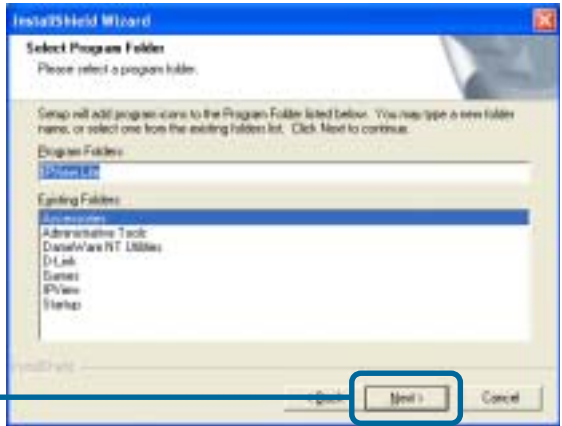 InstallShield Wizard
Select Program Folder
Please select a program folder.
Setup will add program icons to the Program Folder listed below. You may type a new folder
name, or select one from the existing folders list. Click Next to continue.
Program Folders:
IPView Lite
Existing Folders:
Accessories
Administrative Tools
DameWare NT Utilities
D-Link
Games
IPView
Startup
InstallShield
< Back
Next >
Cancel